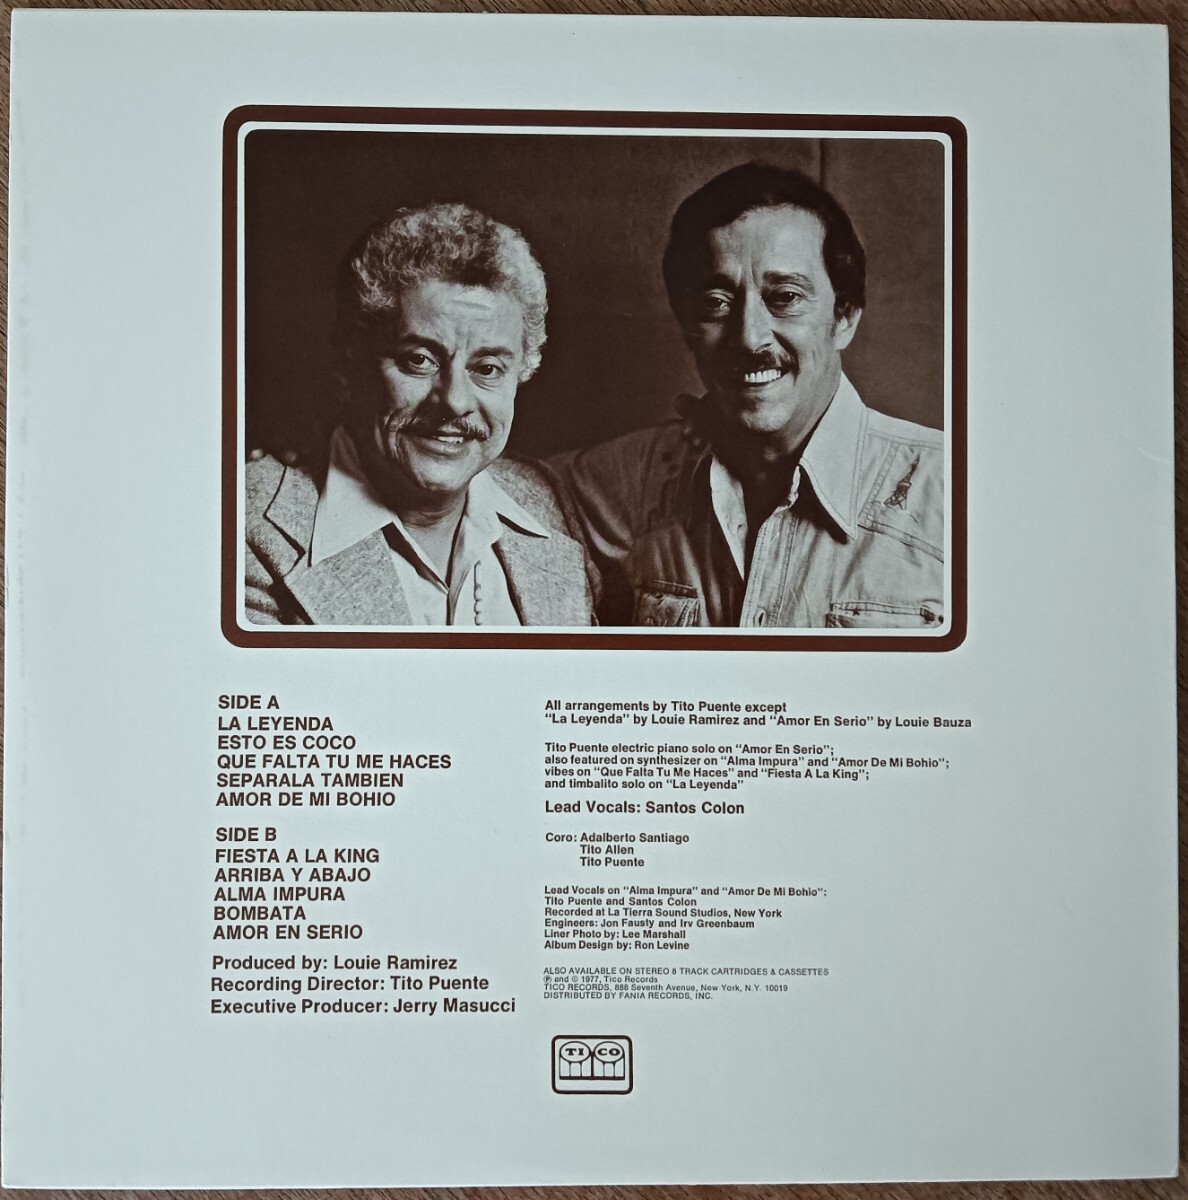 SIDE A
LA LEYENDA
ESTO ES COCO
QUE FALTA TU ME HACES
SEPARALA TAMBIEN
AMOR DE MI BOHIO
SIDE B
FIESTA A LA KING
ARRIBA Y ABAJO
ALMA IMPURA
BOMBATA
AMOR EN SERIO
Produced by: Louie Ramirez
Recording Director: Tito Puente
Executive Producer: Jerry Masucci
All arrangements by Tito Puente except
"La Leyenda" by Louie Ramirez and "Amor En Serio" by Louie Bauza
Tito Puente electric piano solo on "Amor En Serio";
also featured on synthesizer on "Alma Impura" and "Amor De Mi Bohio";
vibes on "Que Falta Tu Me Haces" and "Fiesta A La King";
and timbalito solo on "La Leyenda"
Lead Vocals: Santos Colon
Coro: Adalberto Santiago
Tito Allen
Tito Puente
Lead Vocals on "Alma Impura" and "Amor De Mi Bohio":
Tito Puente and Santos Colon
Recorded at La Tierra Sound Studios, New York
Engineers: Jon Fausty and Irv Greenbaum
Liner Photo by: Lee Marshall
Album Design by: Ron Levine
ALSO AVAILABLE ON STEREO 8 TRACK CARTRIDGES & CASSETTES
℗ and © 1977, Tico Records
TICO RECORDS, 888 Seventh Avenue, New York, N.Y. 10019
DISTRIBUTED BY FANIA RECORDS, INC.
TICO